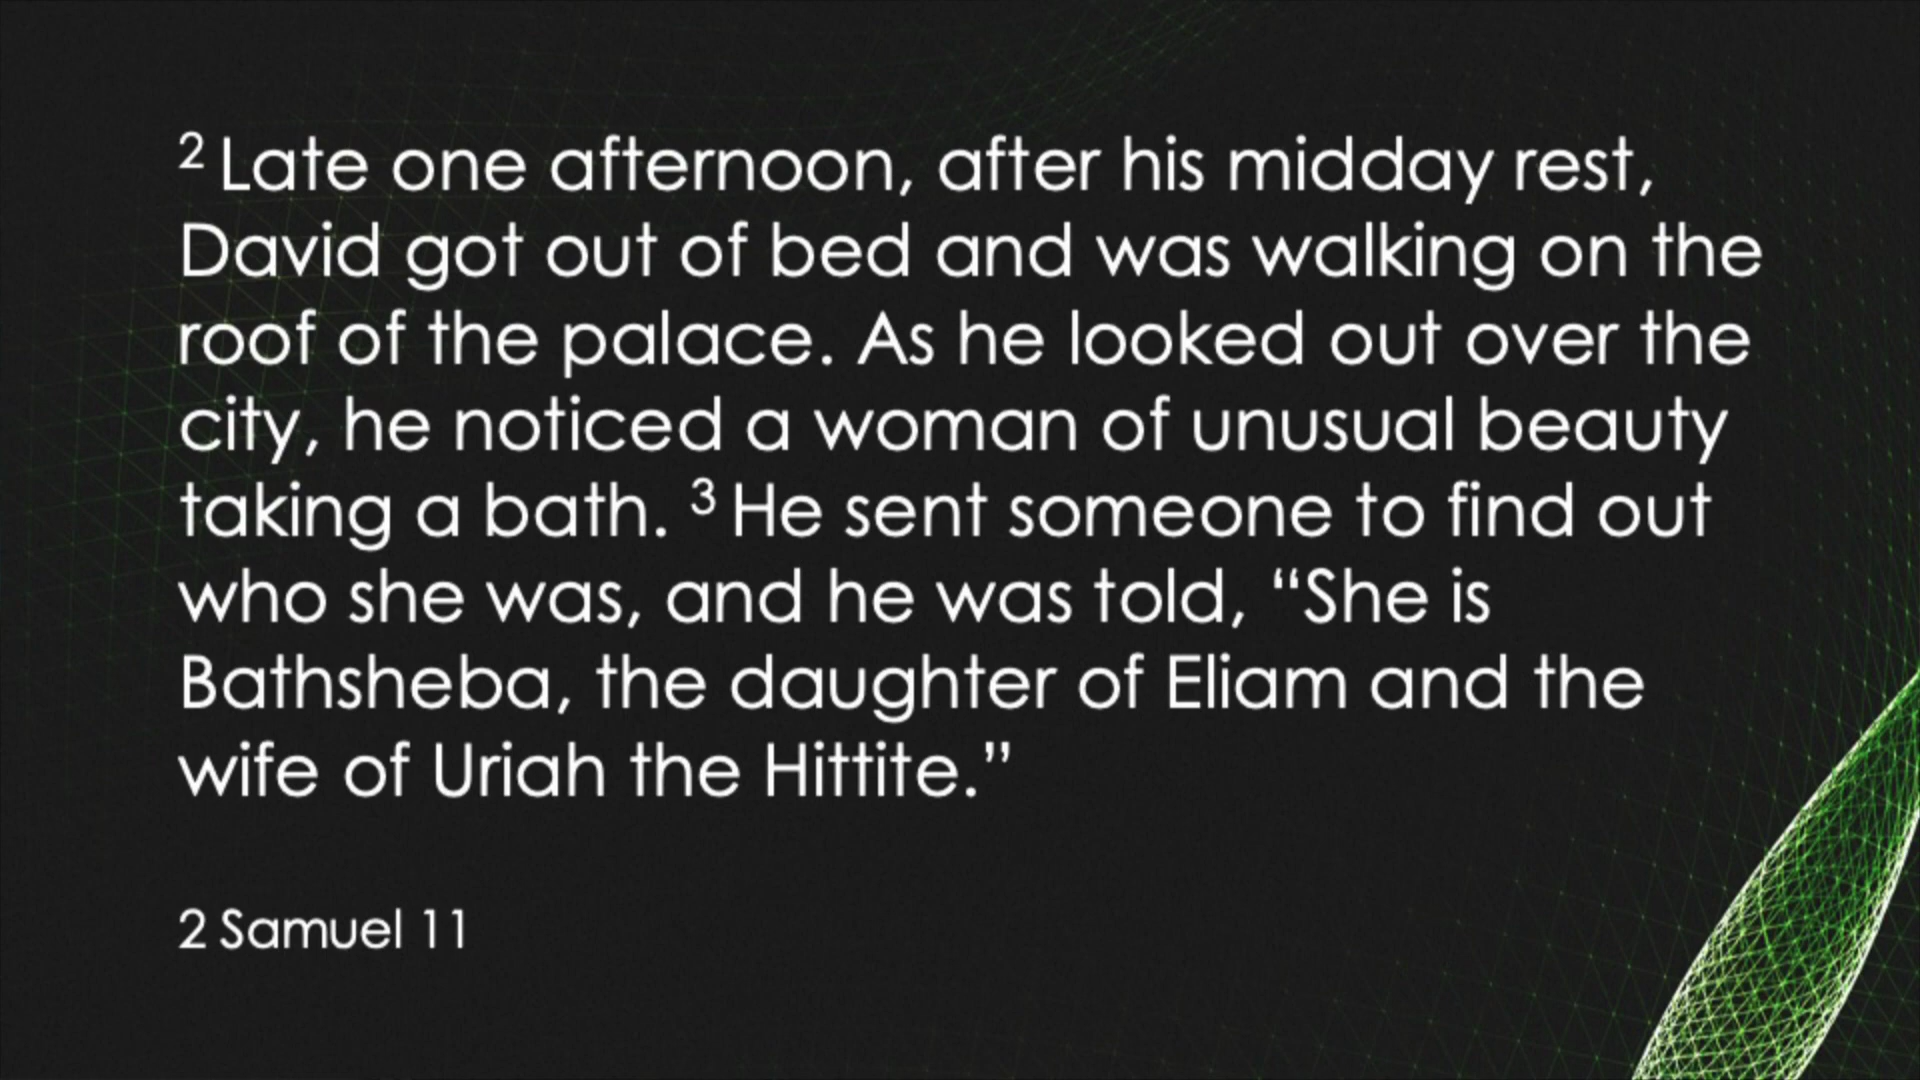 2 Late one afternoon, after his midday rest,
David got out of bed and was walking on the
roof of the palace. As he looked out over the
city, he noticed a woman of unusual beauty
taking a bath. 3 He sent someone to find out
who she was, and he was told, “She is
Bathsheba, the daughter of Eliam and the
wife of Uriah the Hittite.”
2 Samuel 11